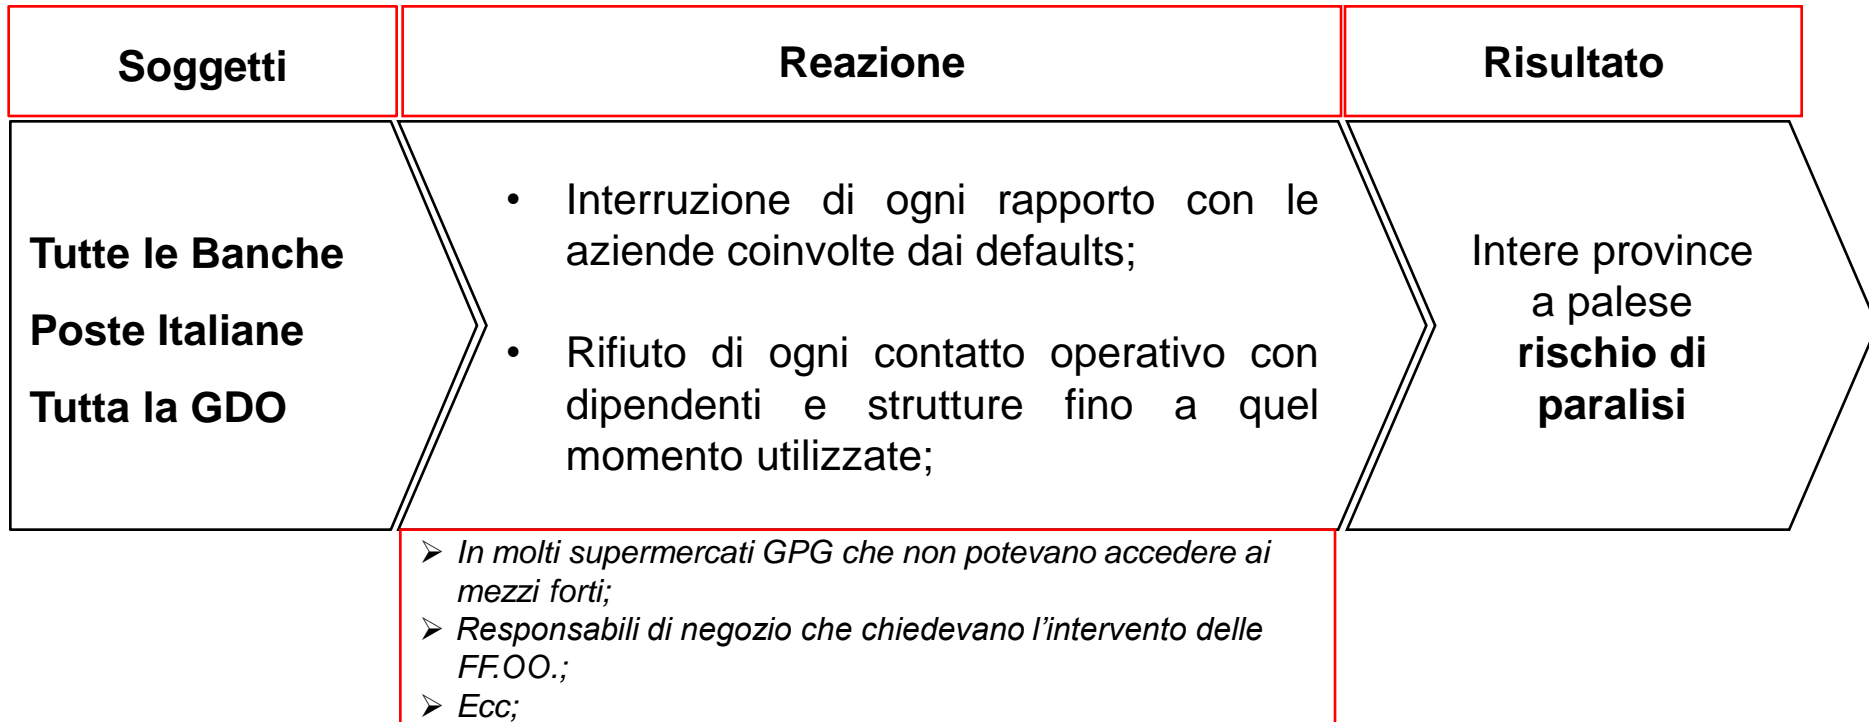 Soggetti
Reazione
Risultato
Tutte le Banche
Poste Italiane
Tutta la GDO
• Interruzione di ogni rapporto con le
aziende coinvolte dai defaults;
• Rifiuto di ogni contatto operativo con
dipendenti e strutture fino a quel
momento utilizzate;
Intere province
a palese
rischio di
paralisi
➢ In molti supermercati GPG che non potevano accedere ai
mezzi forti;
➢ Responsabili di negozio che chiedevano l’intervento delle
FF.OO.;
➢ Ecc;